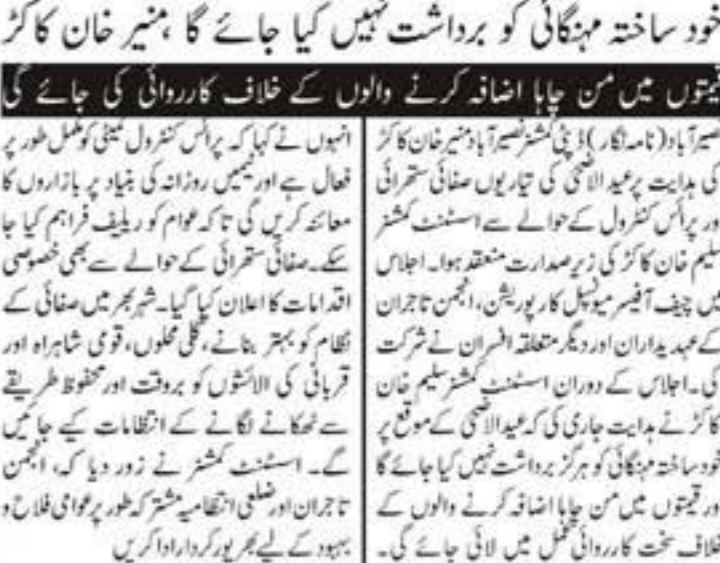 خود ساختہ مہنگائی کو برداشت نہیں کیا جائے گا، منیر خان کاکڑ
قیمتوں میں من چاہا اضافہ کرنے والوں کے خلاف کارروائی کی جائے گی
نصیرآباد (نامہ نگار) ڈپٹی کمشنر نصیرآباد منیر خان کاکڑ
کی ہدایت پر عید الاضحیٰ کی تیاریوں صفائی ستھرائی
اور پرائس کنٹرول کے حوالے سے اسسٹنٹ کمشنر
سلیم خان کاکڑ کی زیر صدارت منعقد ہوا۔ اجلاس
میں چیف آفیسر میونسپل کارپوریشن، انجمن تاجران
کے عہدیداران اور دیگر متعلقہ افسران نے شرکت
کی۔ اجلاس کے دوران اسسٹنٹ کمشنر سلیم خان
کاکڑ نے ہدایت جاری کی کہ عید الاضحیٰ کے موقع پر
خود ساختہ مہنگائی کو ہرگز برداشت نہیں کیا جائے گا
اور قیمتوں میں من چاہا اضافہ کرنے والوں کے
خلاف سخت کارروائی عمل میں لائی جائے گی۔
انہوں نے کہا کہ پرائس کنٹرول کمیٹی کو مکمل طور پر
فعال ہے اور ٹیمیں روزانہ کی بنیاد پر بازاروں کا
معائنہ کریں گی تاکہ عوام کو ریلیف فراہم کیا جا
سکے۔ صفائی ستھرائی کے حوالے سے بھی خصوصی
اقدامات کا اعلان کیا گیا۔ شہر بھر میں صفائی کے
نظام کو بہتر بنانے، گلی محلوں، قومی شاہراہ اور
قربانی کی الائشوں کو بروقت اور محفوظ طریقے
سے ٹھکانے لگانے کے انتظامات کیے جائیں
گے۔ اسسٹنٹ کمشنر نے زور دیا کہ، انجمن
تاجران اور ضلعی انتظامیہ مشترکہ طور پر عوامی فلاح و
بہبود کے لیے بھرپور کردار ادا کریں